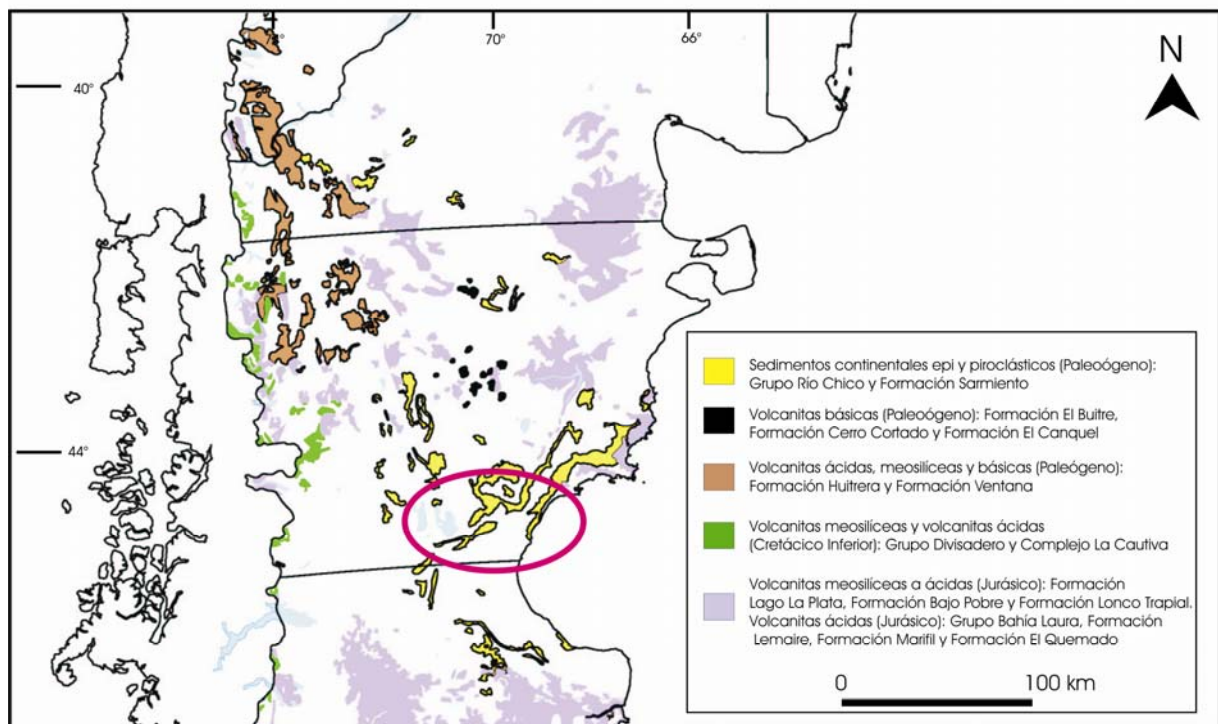 70°
66°
N
40°
44°
Sedimentos continentales epi y piroclásticos (Paleoógeno):
Grupo Río Chico y Formación Sarmiento
Volcanitas básicas (Paleoógeno): Formación El Buitre,
Formación Cerro Cortado y Formación El Canquel
Volcanitas ácidas, meosilíceas y básicas (Paleógeno):
Formación Huitrera y Formación Ventana
Volcanitas meosilíceas y volcanitas ácidas
(Cretácico Inferior): Grupo Divisadero y Complejo La Cautiva
Volcanitas meosilíceas a ácidas (Jurásico): Formación
Lago La Plata, Formación Bajo Pobre y Formación Lonco Trapial.
Volcanitas ácidas (Jurásico): Grupo Bahía Laura, Formación
Lemaire, Formación Marifil y Formación El Quemado
0 100 km